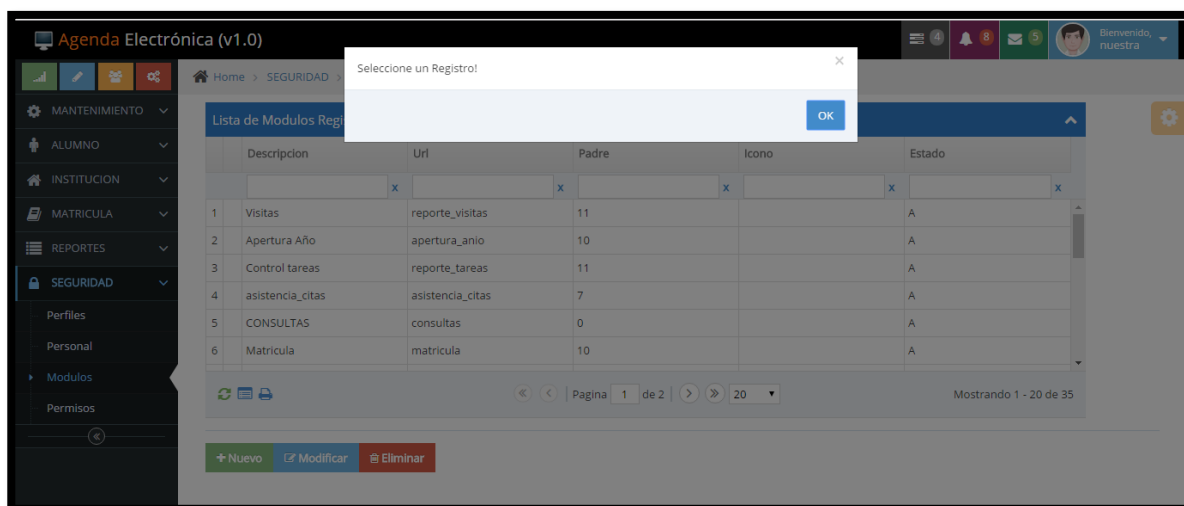 Agenda Electrónica (v1.0)
4
8
5
Bienvenido,
nuestra
Seleccione un Registro!
×
OK
Home > SEGURIDAD >
MANTENIMIENTO
ALUMNO
INSTITUCION
MATRICULA
REPORTES
SEGURIDAD
Perfiles
Personal
Modulos
Permisos
Lista de Modulos Regi
Descripcion Url Padre Icono Estado
x x x x x
1 Visitas reporte_visitas 11 A
2 Apertura Año apertura_anio 10 A
3 Control tareas reporte_tareas 11 A
4 asistencia_citas asistencia_citas 7 A
5 CONSULTAS consultas 0 A
6 Matricula matricula 10 A
Pagina 1 de 2 20 Mostrando 1 - 20 de 35
+ Nuevo Modificar Eliminar